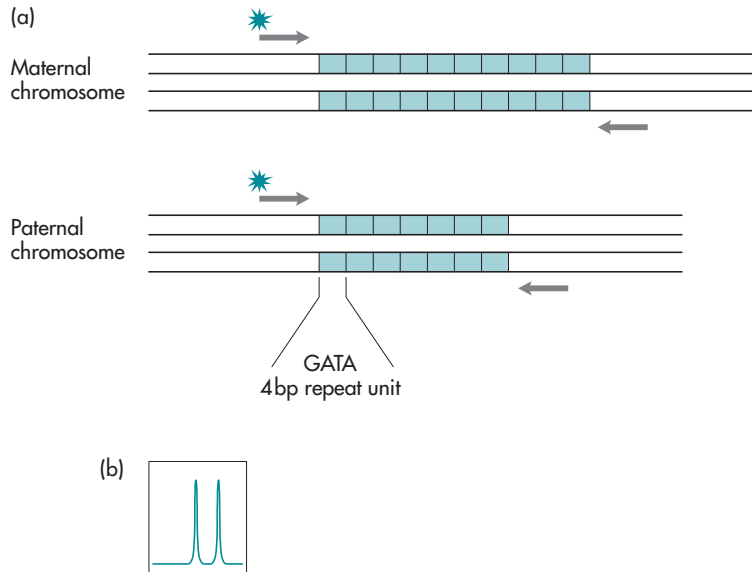 (a)
Maternal
chromosome
Paternal
chromosome
GATA
4bp repeat unit
(b)